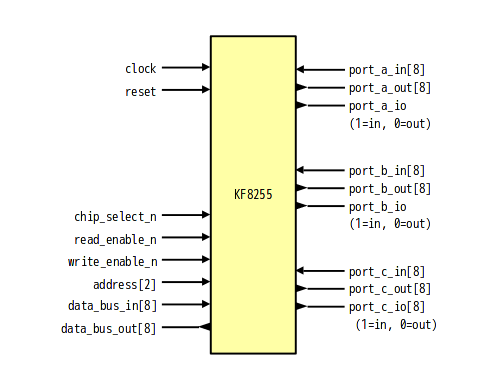 clock
reset
chip_select_n
read_enable_n
write_enable_n
address[2]
data_bus_in[8]
data_bus_out[8]
KF8255
port_a_in[8]
port_a_out[8]
port_a_io
(1=in, 0=out)
port_b_in[8]
port_b_out[8]
port_b_io
(1=in, 0=out)
port_c_in[8]
port_c_out[8]
port_c_io[8]
(1=in, 0=out)